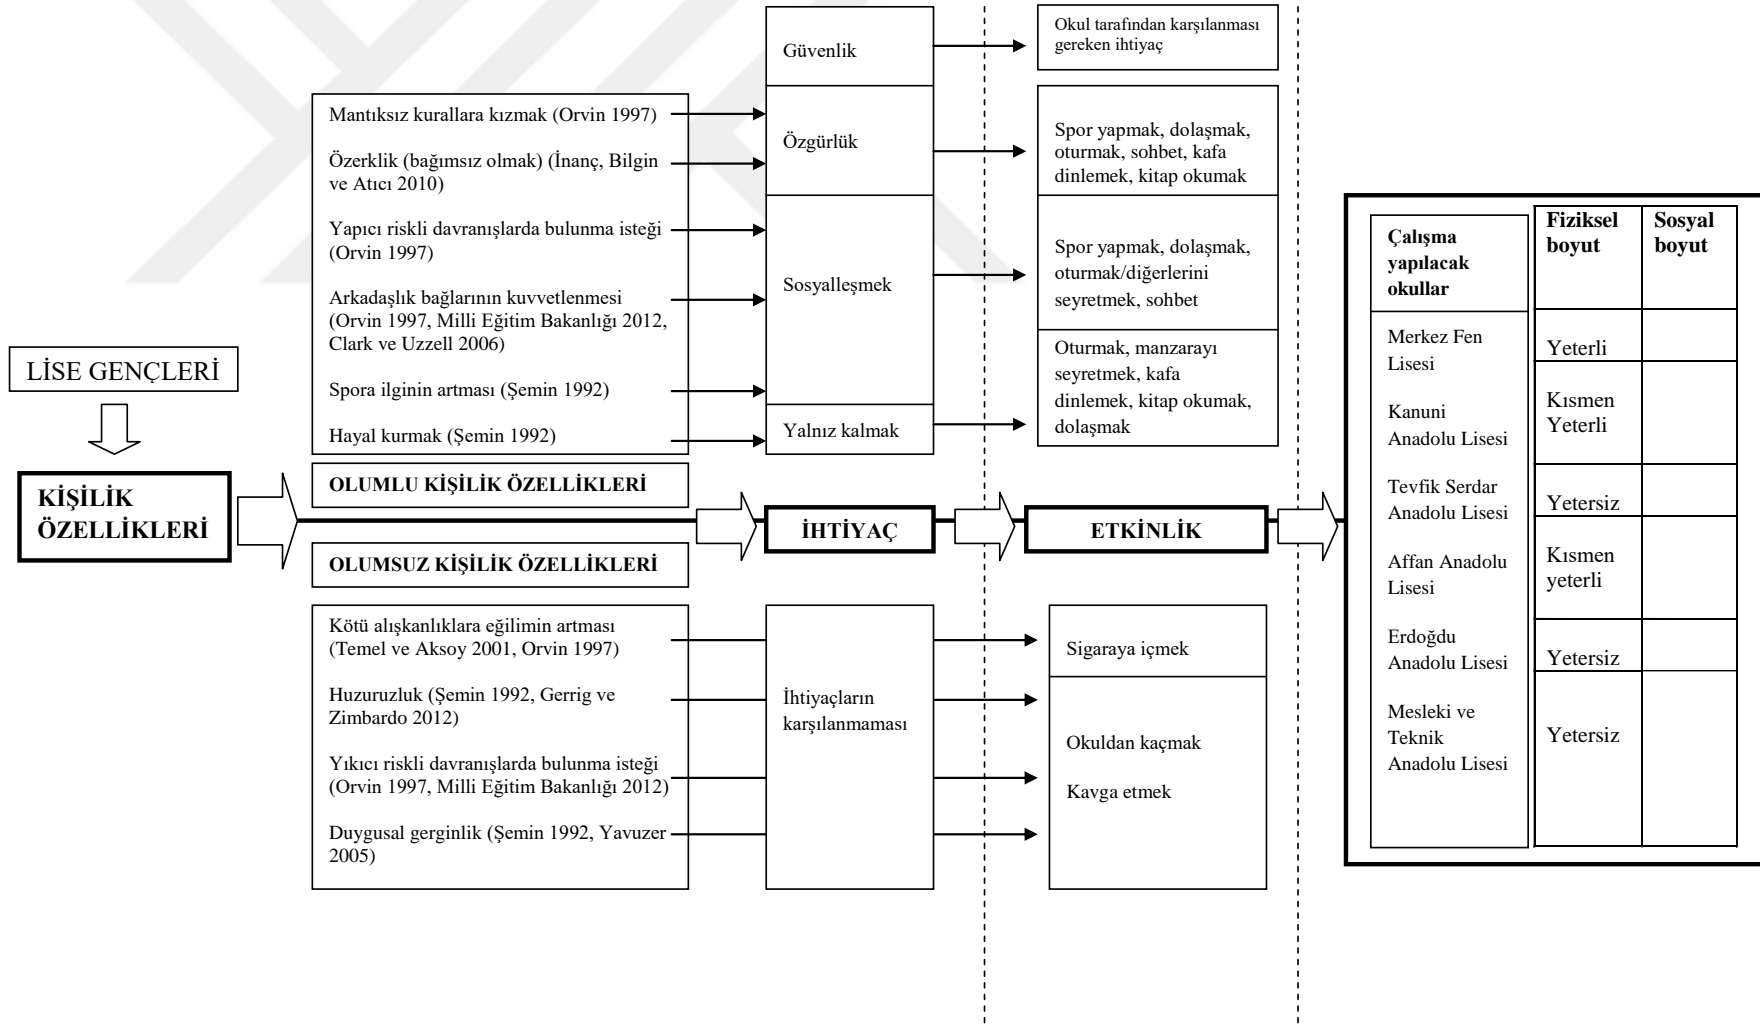 LİSE GENÇLERİ
KİŞİLİK
ÖZELLİKLERİ
Mantıksız kurallara kızmak (Orvin 1997)
Özerklik (bağımsız olmak) (İnanç, Bilgin
ve Atıcı 2010)
Yapıcı riskli davranışlarda bulunma isteği
(Orvin 1997)
Arkadaşlık bağlarının kuvvetlenmesi
(Orvin 1997, Milli Eğitim Bakanlığı 2012,
Clark ve Uzzell 2006)
Spora ilginin artması (Şemin 1992)
Hayal kurmak (Şemin 1992)
OLUMLU KİŞİLİK ÖZELLİKLERİ
OLUMSUZ KİŞİLİK ÖZELLİKLERİ
Kötü alışkanlıklara eğilimin artması
(Temel ve Aksoy 2001, Orvin 1997)
Huzuruzluk (Şemin 1992, Gerrig ve
Zimbardo 2012)
Yıkıcı riskli davranışlarda bulunma isteği
(Orvin 1997, Milli Eğitim Bakanlığı 2012)
Duygusal gerginlik (Şemin 1992, Yavuzer
2005)
Güvenlik
Özgürlük
Sosyalleşmek
Yalnız kalmak
İHTİYAÇ
İhtiyaçların
karşılanmaması
Okul tarafından karşılanması
gereken ihtiyaç
Spor yapmak, dolaşmak,
oturmak, sohbet, kafa
dinlemek, kitap okumak
Spor yapmak, dolaşmak,
oturmak/diğerlerini
seyretmek, sohbet
Oturmak, manzarayı
seyretmek, kafa
dinlemek, kitap okumak,
dolaşmak
ETKİNLİK
Sigaraya içmek
Okuldan kaçmak
Kavga etmek
Çalışma
yapılacak
okullar
Fiziksel
boyut
Sosyal
boyut
Merkez Fen
Lisesi
Yeterli
Kanuni
Anadolu Lisesi
Kısmen
Yeterli
Tevfik Serdar
Anadolu Lisesi
Yetersiz
Affan Anadolu
Lisesi
Kısmen
yeterli
Erdoğdu
Anadolu Lisesi
Yetersiz
Mesleki ve
Teknik
Anadolu Lisesi
Yetersiz